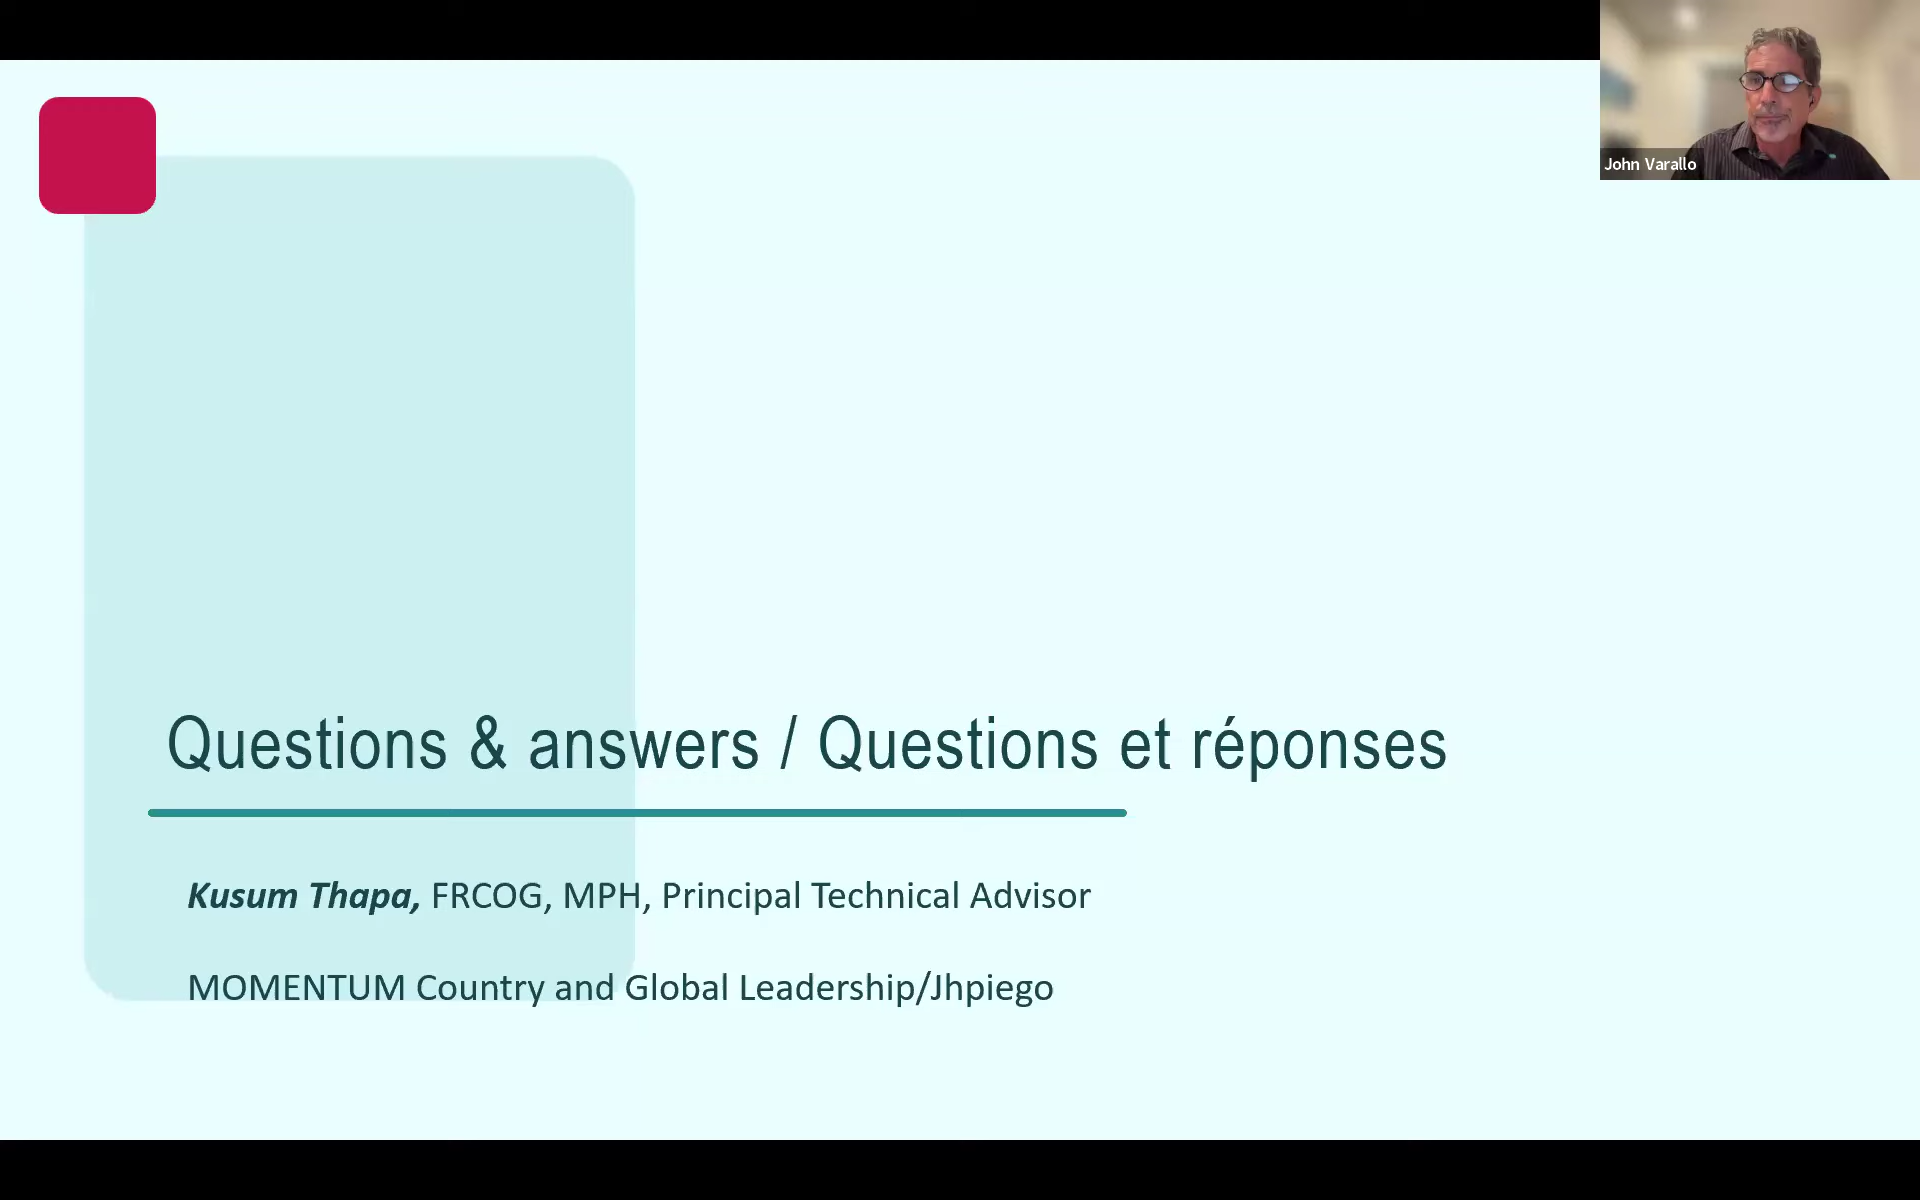 John Varallo
Questions & answers / Questions et réponses
Kusum Thapa, FRCOG, MPH, Principal Technical Advisor
MOMENTUM Country and Global Leadership/Jhpiego